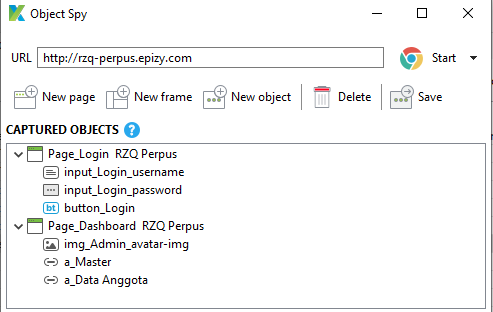 Object Spy
URL http://rzq-perpus.epizy.com Start
New page New frame New object Delete Save
CAPTURED OBJECTS ?
Page_Login RZQ Perpus
input_Login_username
input_Login_password
bt button_Login
Page_Dashboard RZQ Perpus
img_Admin_avatar-img
a_Master
a_Data Anggota